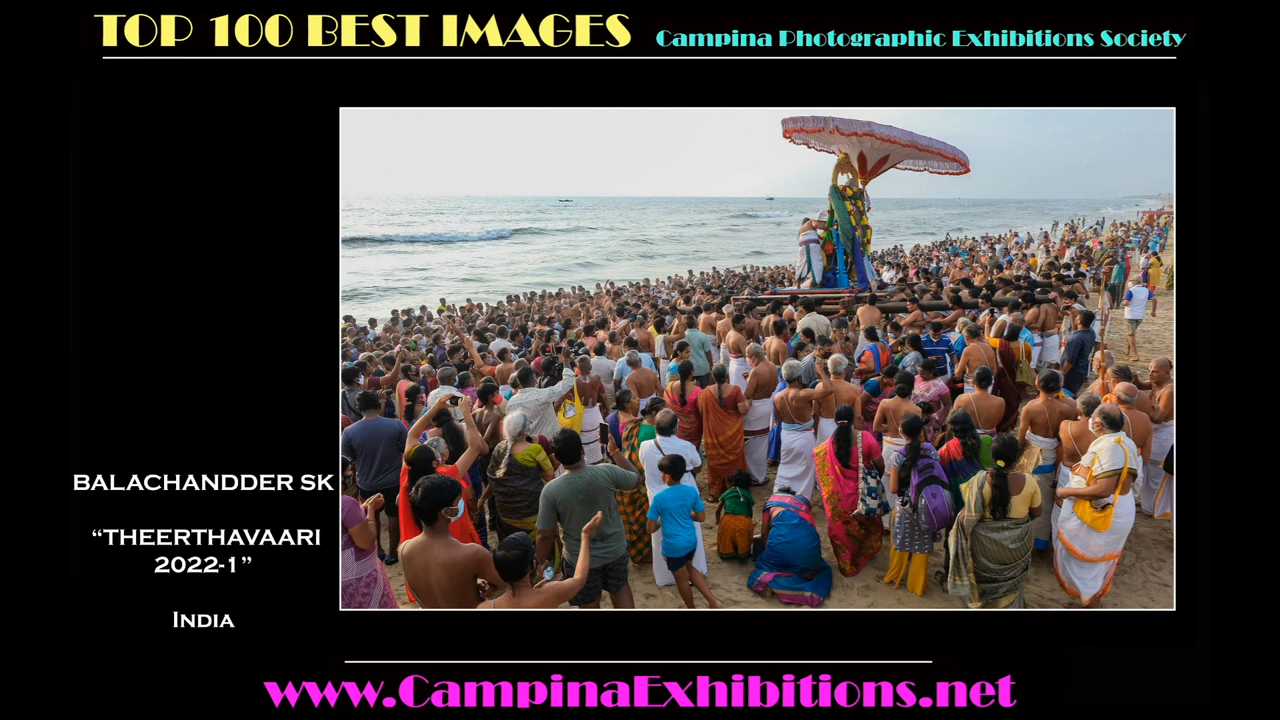 TOP 100 BEST IMAGES Campina Photographic Exhibitions Society
BALACHANDDER SK
“THEERTHAVAARI
2022-1”
INDIA
www.CampinaExhibitions.net